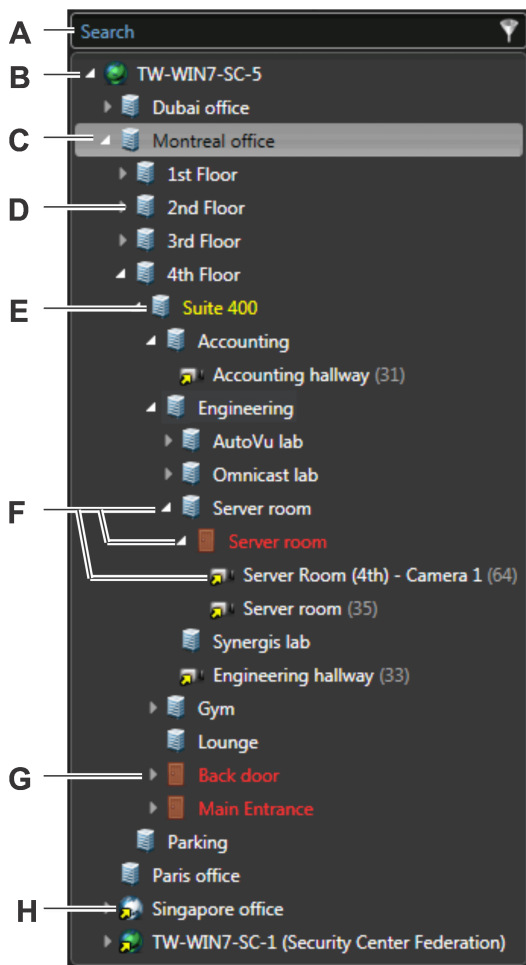 A Search
B TW-WIN7-SC-5
Dubai office
C Montreal office
1st Floor
D 2nd Floor
3rd Floor
4th Floor
E Suite 400
Accounting
Accounting hallway (31)
Engineering
AutoVu lab
Omnicast lab
F Server room
Server room
Server Room (4th) - Camera 1 (64)
Server room (35)
Synergis lab
Engineering hallway (33)
Gym
Lounge
G Back door
Main Entrance
Parking
Paris office
H Singapore office
TW-WIN7-SC-1 (Security Center Federation)